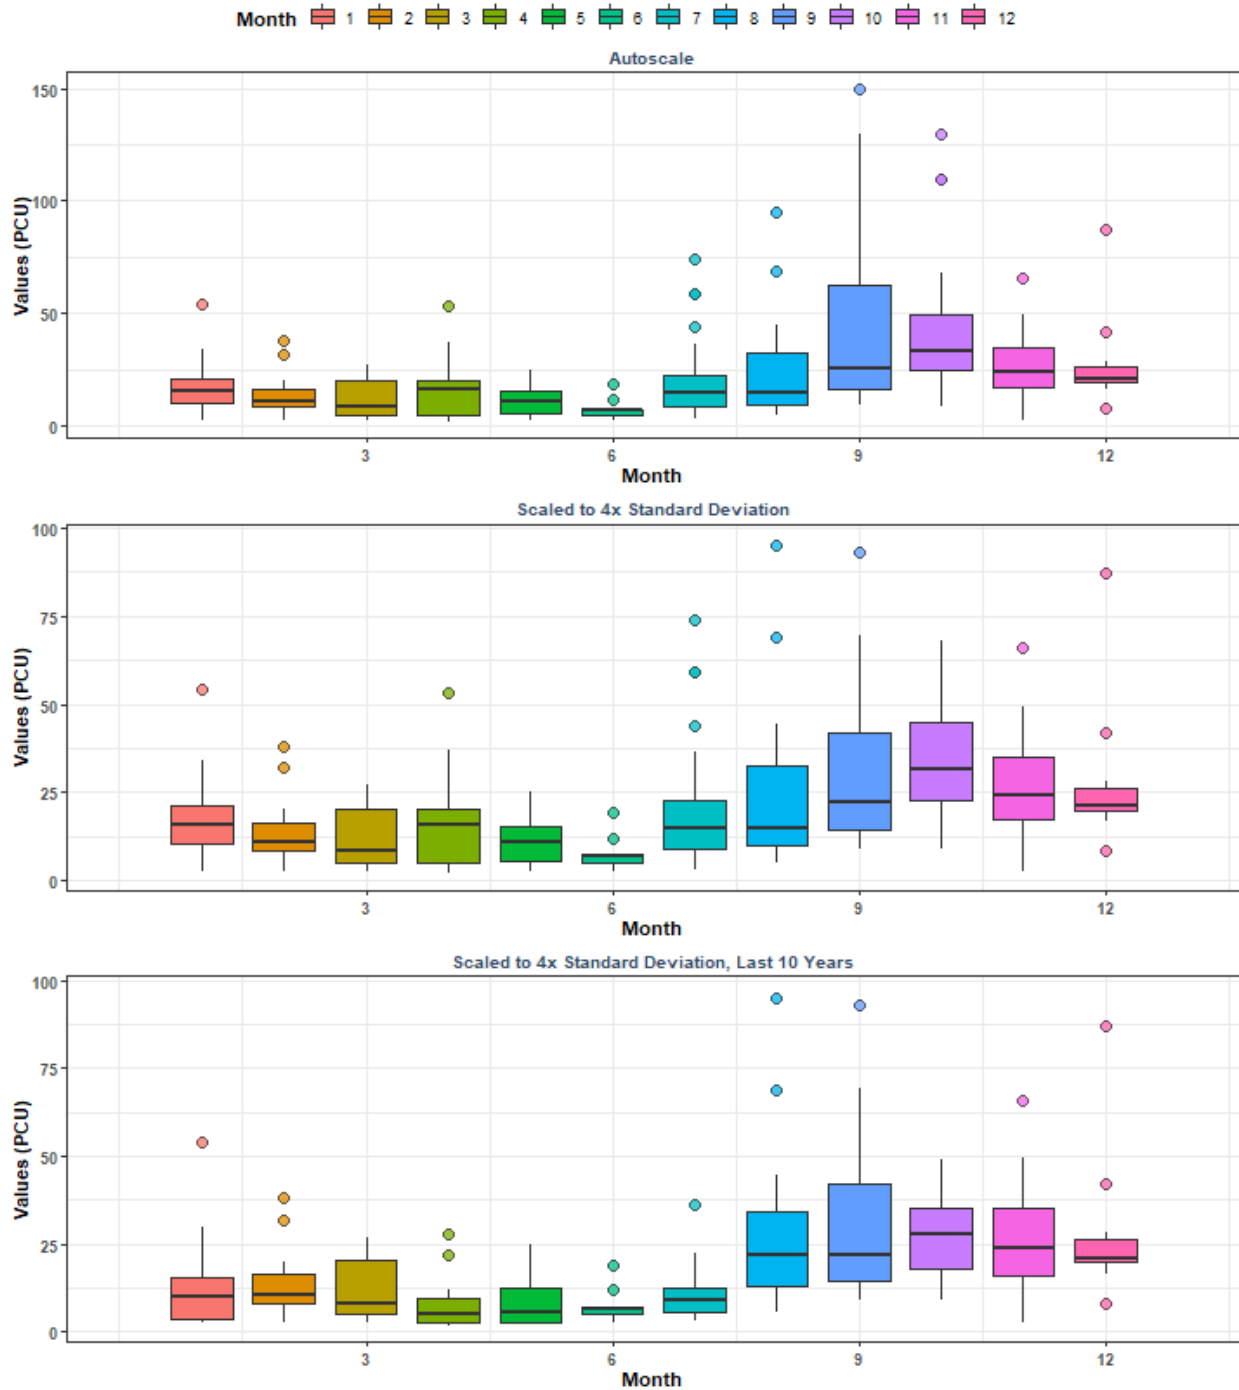 Month 1 2 3 4 5 6 7 8 9 10 11 12
Autoscale
Values (PCU)
150
100
50
0
3 6 9 12
Month
Scaled to 4x Standard Deviation
Values (PCU)
100
75
50
25
0
3 6 9 12
Month
Scaled to 4x Standard Deviation, Last 10 Years
Values (PCU)
100
75
50
25
0
3 6 9 12
Month